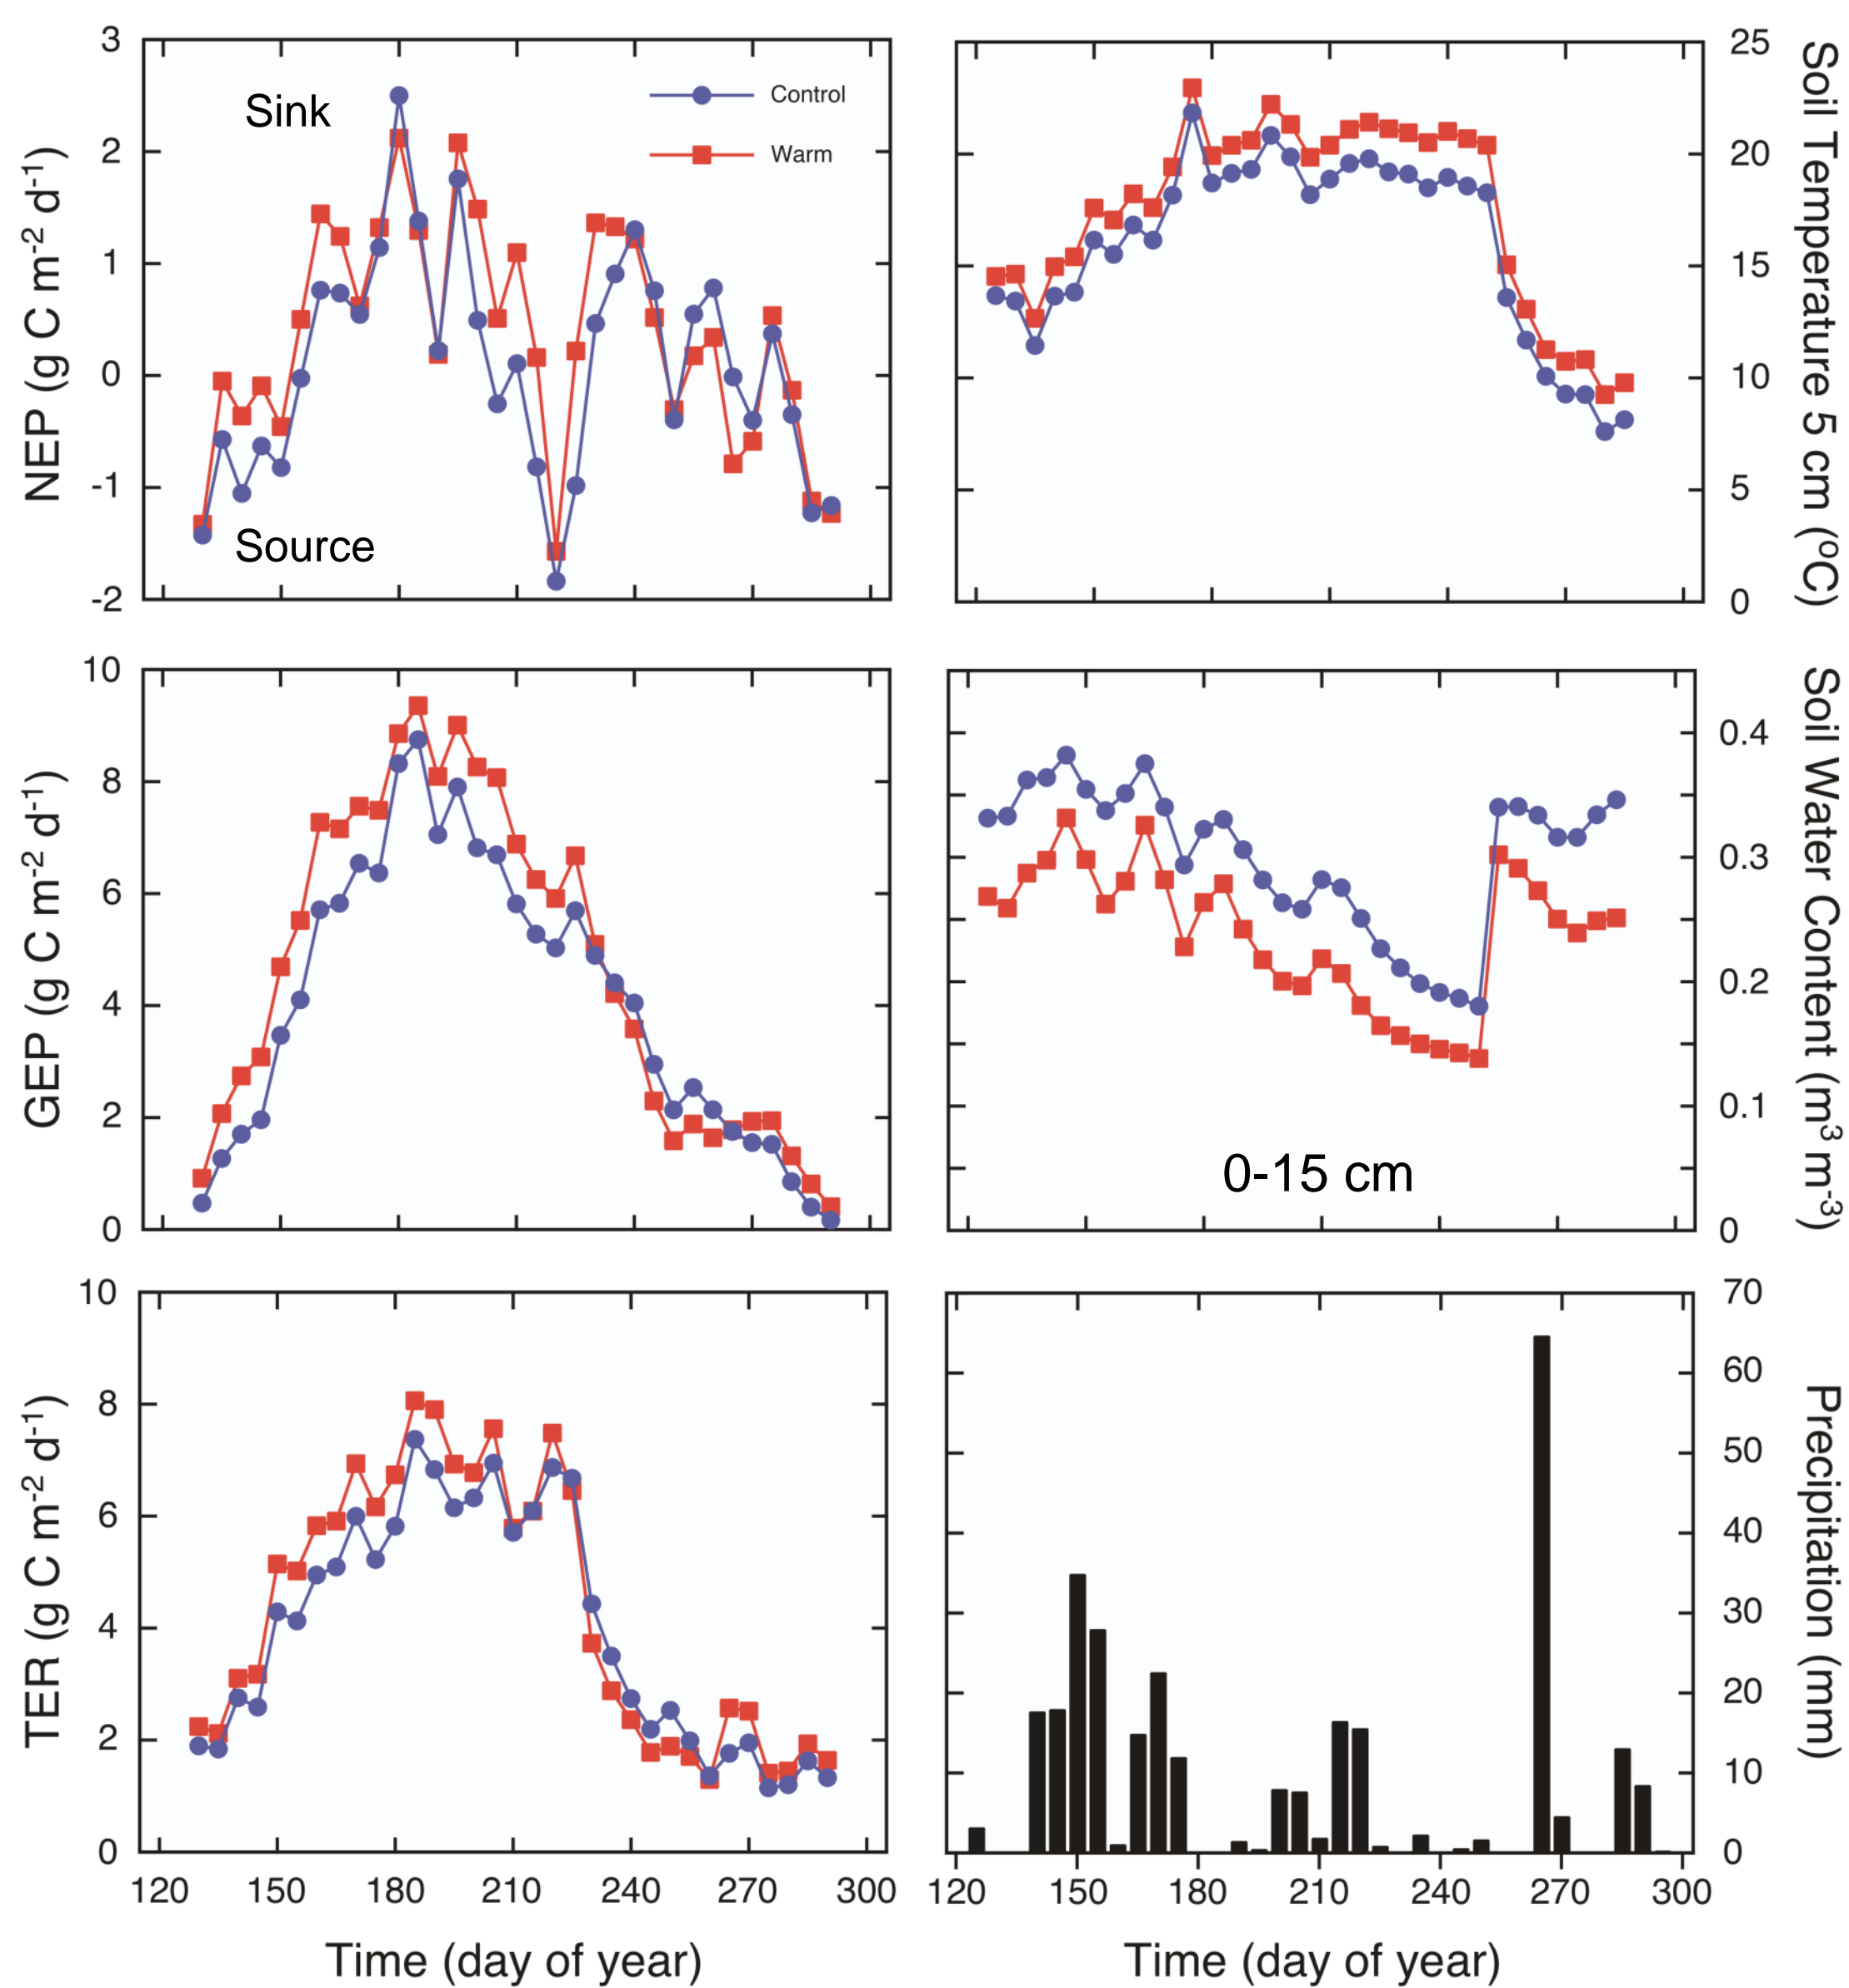 3
2
1
0
-1
-2
NEP (g C m-2 d-1)
Sink
Source
Control
Warm
25
20
15
10
5
0
Soil Temperature 5 cm (oC)
10
8
6
4
2
0
GEP (g C m-2 d-1)
0.4
0.3
0.2
0.1
0
Soil Water Content (m3 m-3)
0-15 cm
10
8
6
4
2
0
TER (g C m-2 d-1)
120 150 180 210 240 270 300
Time (day of year)
70
60
50
40
30
20
10
0
Precipitation (mm)
120 150 180 210 240 270 300
Time (day of year)